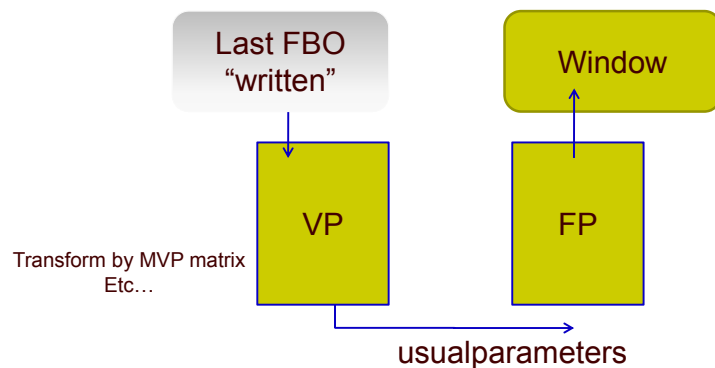 Last FBO
“written”
Window
VP
FP
Transform by MVP matrix
Etc…
usualparameters